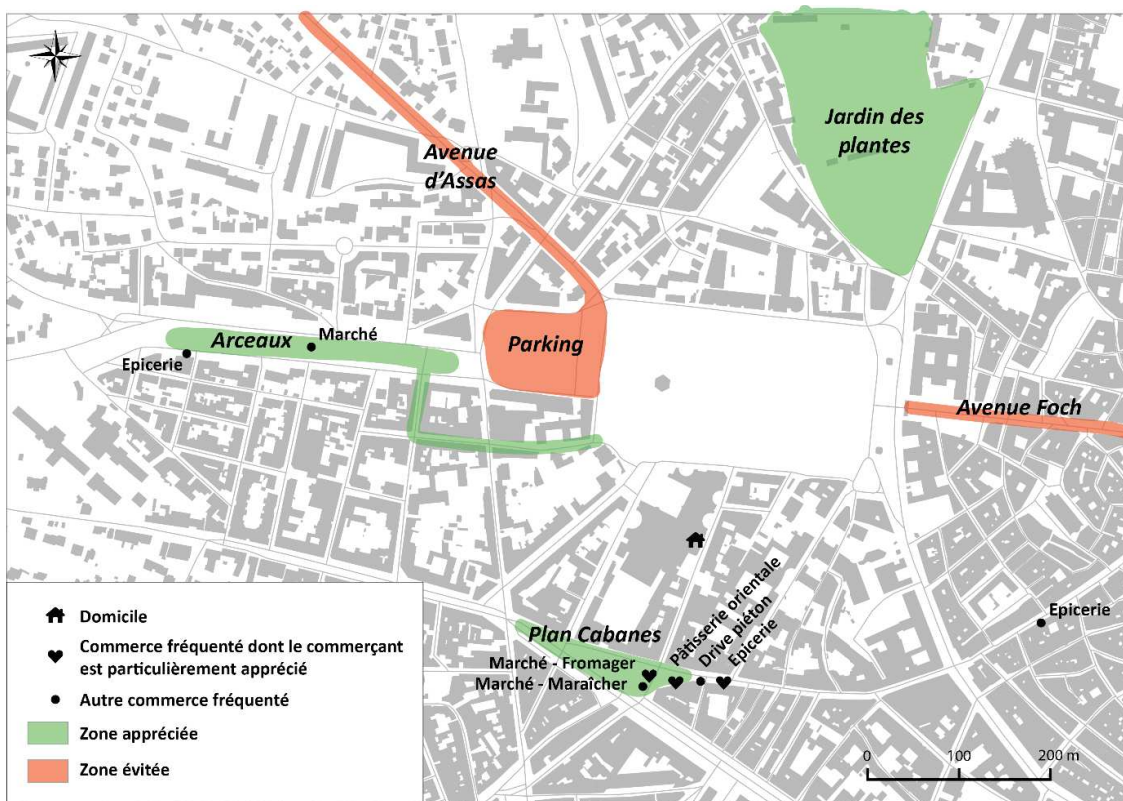 Jardin des
plantes
Avenue
d'Assas
Arceaux
Marché
Epicerie
Parking
Avenue Foch
Plan Cabanes
Pâtisserie orientale
Drive piéton
Epicerie
Marché - Fromager
Marché - Maraîcher
Epicerie
Domicile
Commerce fréquenté dont le commerçant
est particulièrement apprécié
Autre commerce fréquenté
Zone appréciée
Zone évitée
0 100 200 m